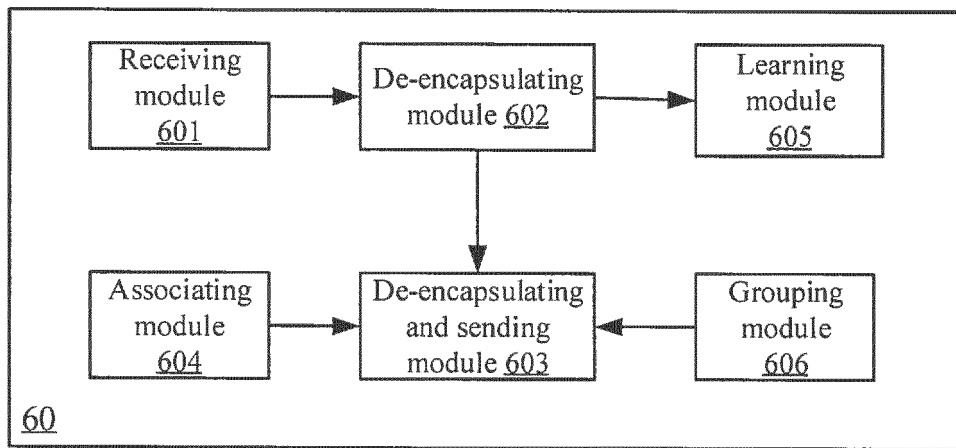 Receiving
module
601
De-encapsulating
module 602
Learning
module
605
Associating
module
604
De-encapsulating
and sending
module 603
Grouping
module
606
60